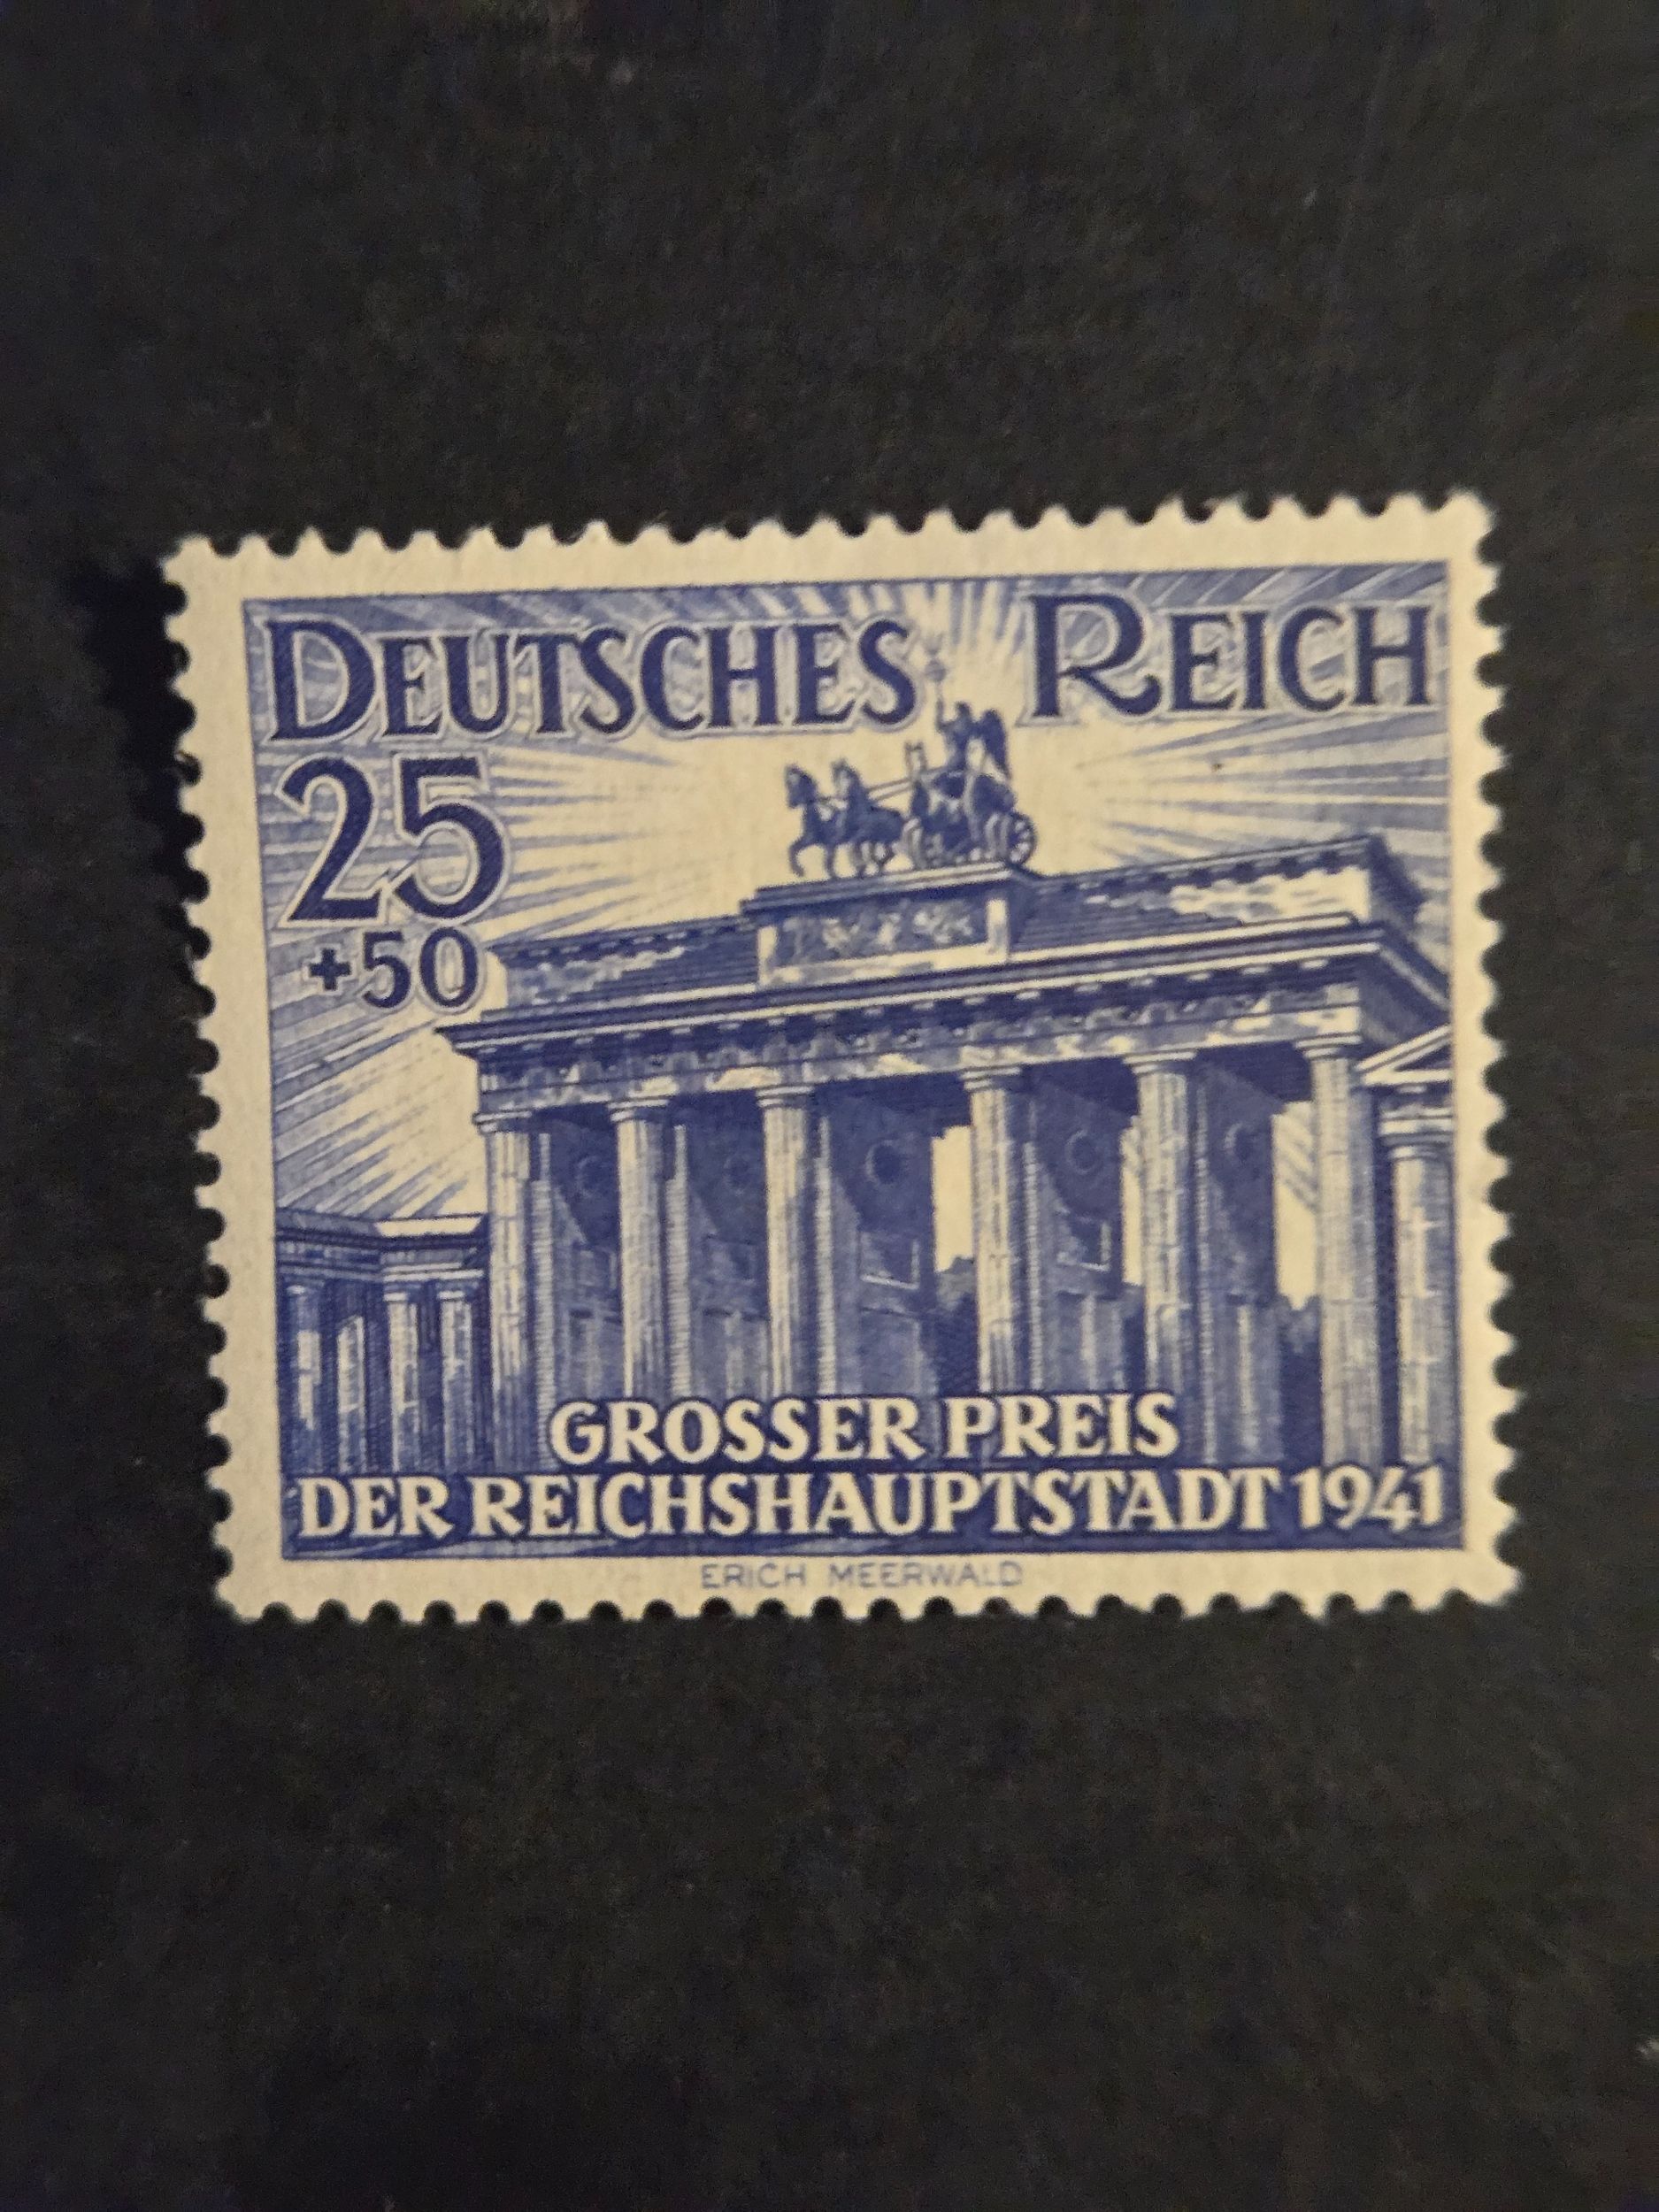 DEUTSCHES REICH
25
+50
GROSSER PREIS
DER REICHSHAUPTSTADT 1941
ERICH MEERWALD